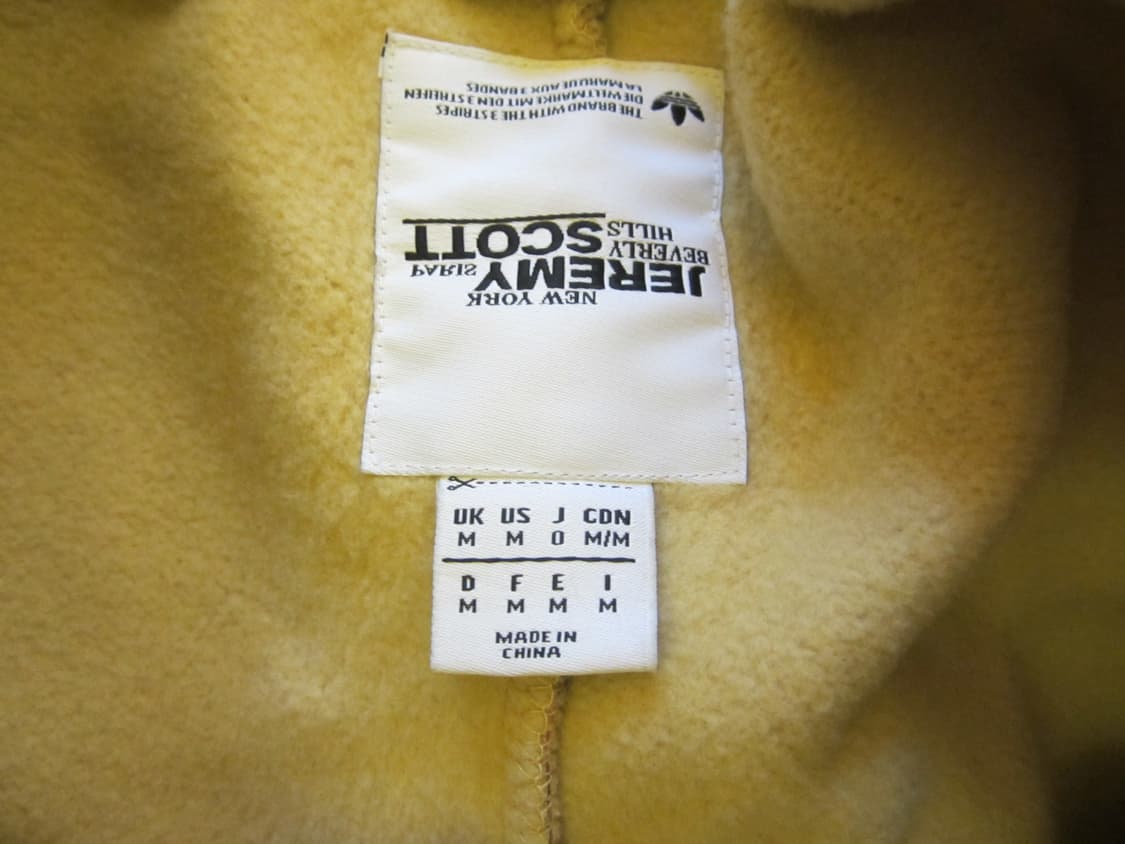 THE BRAND WITH THE 3 STRIPES
DIE WELTMARKE MIT DEN 3 STREIFEN
LA MARQUE AUX 3 BANDES
NEW YORK
JEREMY PARIS
BEVERLY SCOTT
HILLS
UK US J CDN
M M O M/M
D F E I
M M M M
MADE IN
CHINA